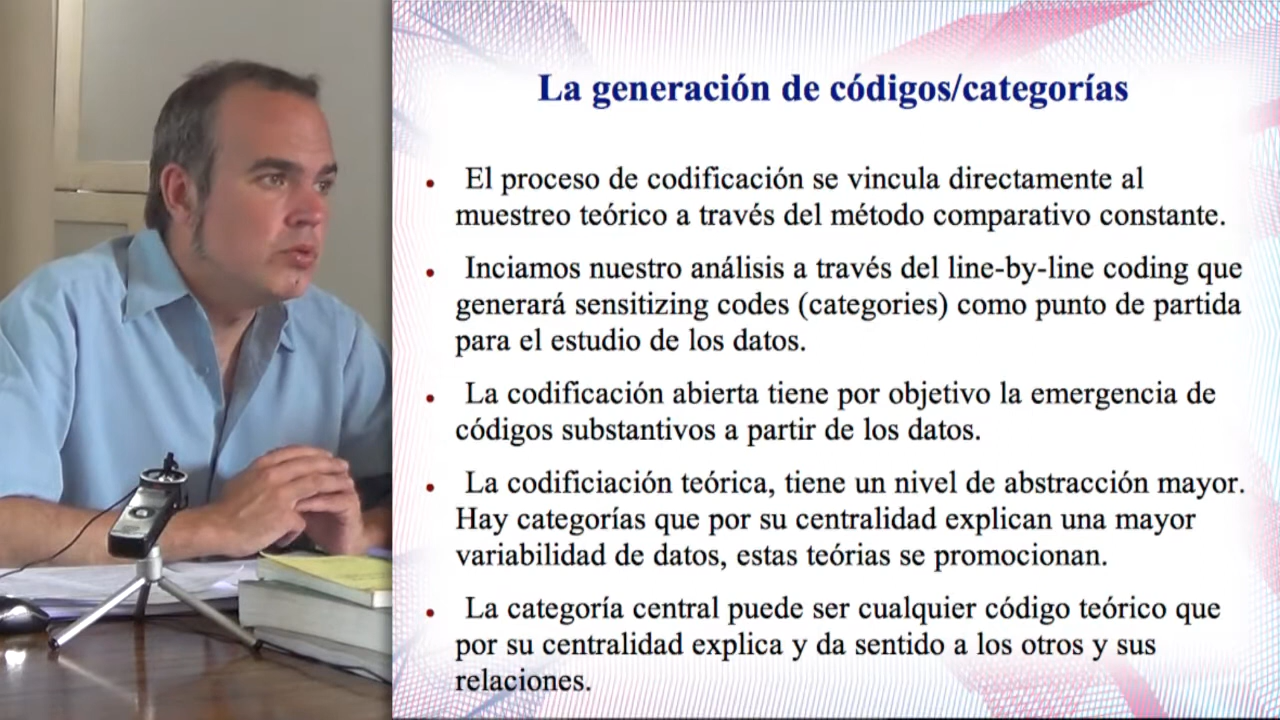 La generación de códigos/categorías
• El proceso de codificación se vincula directamente al
muestreo teórico a través del método comparativo constante.
• Inciamos nuestro análisis a través del line-by-line coding que
generará sensitizing codes (categories) como punto de partida
para el estudio de los datos.
• La codificación abierta tiene por objetivo la emergencia de
códigos substantivos a partir de los datos.
• La codificiación teórica, tiene un nivel de abstracción mayor.
Hay categorías que por su centralidad explican una mayor
variabilidad de datos, estas teórias se promocionan.
• La categoría central puede ser cualquier código teórico que
por su centralidad explica y da sentido a los otros y sus
relaciones.